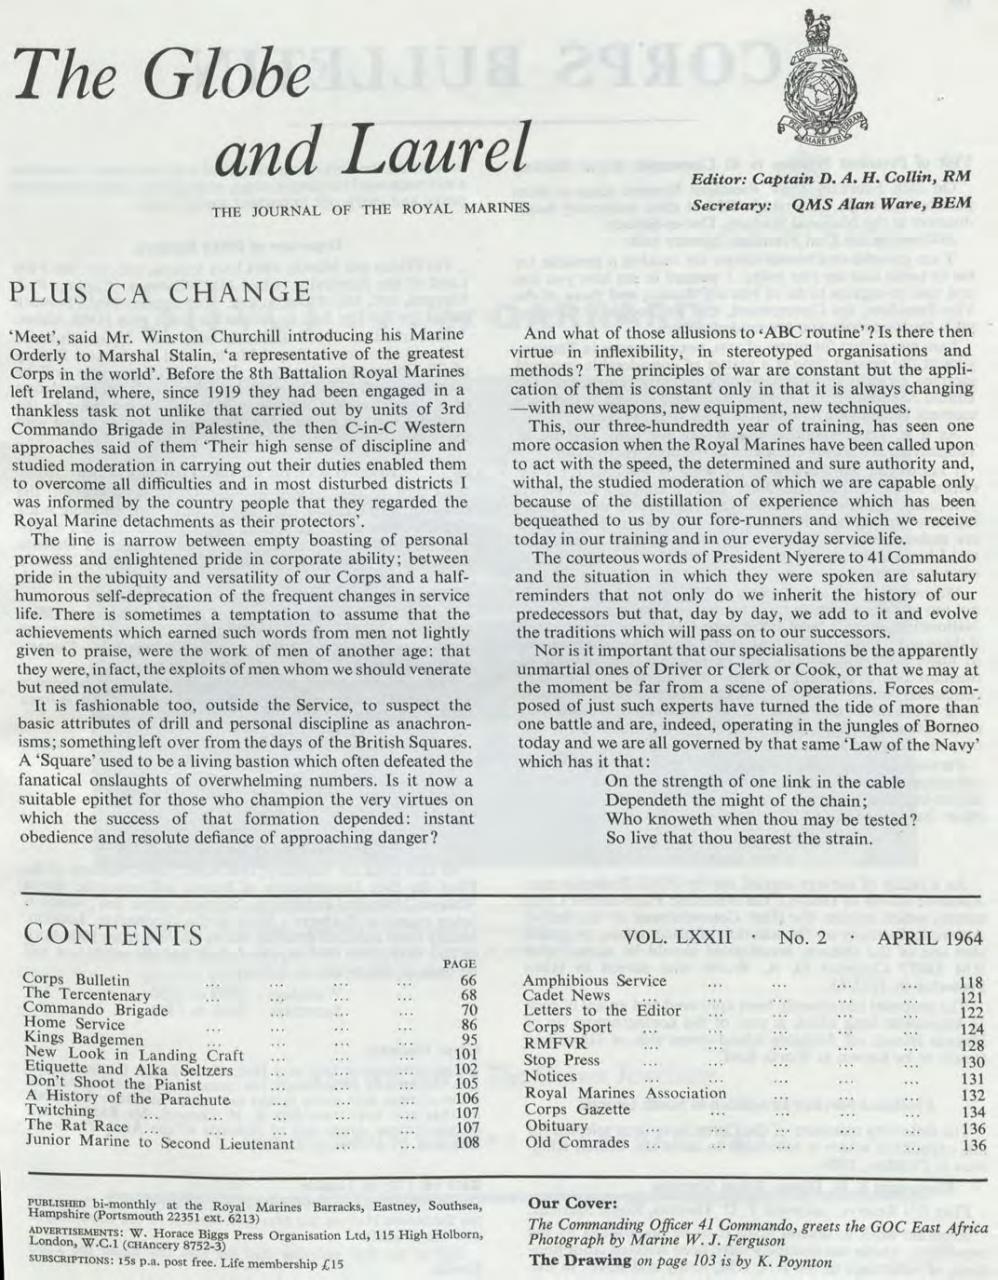 The Globe
and Laurel
THE JOURNAL OF THE ROYAL MARINES
GIBRALTAR
PER MARE PER TERRAM
Editor: Captain D. A. H. Collin, RM
Secretary: QMS Alan Ware, BEM
PLUS CA CHANGE
'Meet', said Mr. Winston Churchill introducing his Marine
Orderly to Marshal Stalin, 'a representative of the greatest
Corps in the world'. Before the 8th Battalion Royal Marines
left Ireland, where, since 1919 they had been engaged in a
thankless task not unlike that carried out by units of 3rd
Commando Brigade in Palestine, the then C-in-C Western
approaches said of them 'Their high sense of discipline and
studied moderation in carrying out their duties enabled them
to overcome all difficulties and in most disturbed districts I
was informed by the country people that they regarded the
Royal Marine detachments as their protectors'.
The line is narrow between empty boasting of personal
prowess and enlightened pride in corporate ability; between
pride in the ubiquity and versatility of our Corps and a half-
humorous self-deprecation of the frequent changes in service
life. There is sometimes a temptation to assume that the
achievements which earned such words from men not lightly
given to praise, were the work of men of another age: that
they were, in fact, the exploits of men whom we should venerate
but need not emulate.
It is fashionable too, outside the Service, to suspect the
basic attributes of drill and personal discipline as anachron-
isms; something left over from the days of the British Squares.
A 'Square' used to be a living bastion which often defeated the
fanatical onslaughts of overwhelming numbers. Is it now a
suitable epithet for those who champion the very virtues on
which the success of that formation depended: instant
obedience and resolute defiance of approaching danger?
And what of those allusions to 'ABC routine'? Is there then
virtue in inflexibility, in stereotyped organisations and
methods? The principles of war are constant but the appli-
cation of them is constant only in that it is always changing
—with new weapons, new equipment, new techniques.
This, our three-hundredth year of training, has seen one
more occasion when the Royal Marines have been called upon
to act with the speed, the determined and sure authority and,
withal, the studied moderation of which we are capable only
because of the distillation of experience which has been
bequeathed to us by our fore-runners and which we receive
today in our training and in our everyday service life.
The courteous words of President Nyerere to 41 Commando
and the situation in which they were spoken are salutary
reminders that not only do we inherit the history of our
predecessors but that, day by day, we add to it and evolve
the traditions which will pass on to our successors.
Nor is it important that our specialisations be the apparently
unmartial ones of Driver or Clerk or Cook, or that we may at
the moment be far from a scene of operations. Forces com-
posed of just such experts have turned the tide of more than
one battle and are, indeed, operating in the jungles of Borneo
today and we are all governed by that same 'Law of the Navy'
which has it that:
On the strength of one link in the cable
Dependeth the might of the chain;
Who knoweth when thou may be tested?
So live that thou bearest the strain.
CONTENTS
VOL. LXXII · No. 2 · APRIL 1964
PAGE
Corps Bulletin ... ... ... ... 66
The Tercentenary ... ... ... ... 68
Commando Brigade ... ... ... 70
Home Service ... ... ... ... 86
Kings Badgemen ... ... ... ... 95
New Look in Landing Craft ... ... ... 101
Etiquette and Alka Seltzers ... ... ... 102
Don't Shoot the Pianist ... ... ... 105
A History of the Parachute ... ... ... 106
Twitching ... ... ... ... ... 107
The Rat Race ... ... ... ... ... 107
Junior Marine to Second Lieutenant ... ... 108
Amphibious Service ... ... ... ... 118
Cadet News ... ... ... ... ... 121
Letters to the Editor ... ... ... ... 122
Corps Sport ... ... ... ... ... 124
RMFVR ... ... ... ... ... 128
Stop Press ... ... ... ... ... 130
Notices ... ... ... ... ... 131
Royal Marines Association ... ... ... 132
Corps Gazette ... ... ... ... ... 134
Obituary ... ... ... ... ... 136
Old Comrades ... ... ... ... ... 136
PUBLISHED bi-monthly at the Royal Marines Barracks, Eastney, Southsea,
Hampshire (Portsmouth 22351 ext. 6213)
ADVERTISEMENTS: W. Horace Biggs Press Organisation Ltd, 115 High Holborn,
London, W.C.1 (CHAncery 8752-3)
SUBSCRIPTIONS: 15s p.a. post free. Life membership £15
Our Cover:
The Commanding Officer 41 Commando, greets the GOC East Africa
Photograph by Marine W. J. Ferguson
The Drawing on page 103 is by K. Poynton